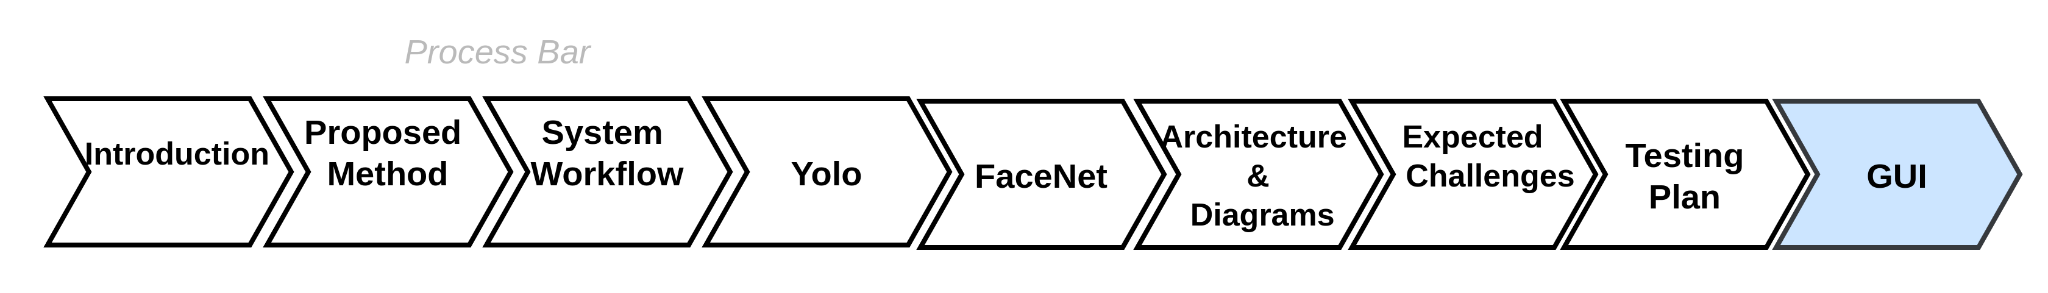 Process Bar
Introduction
Proposed
Method
System
Workflow
Yolo
FaceNet
Architecture
&
Diagrams
Expected
Challenges
Testing
Plan
GUI